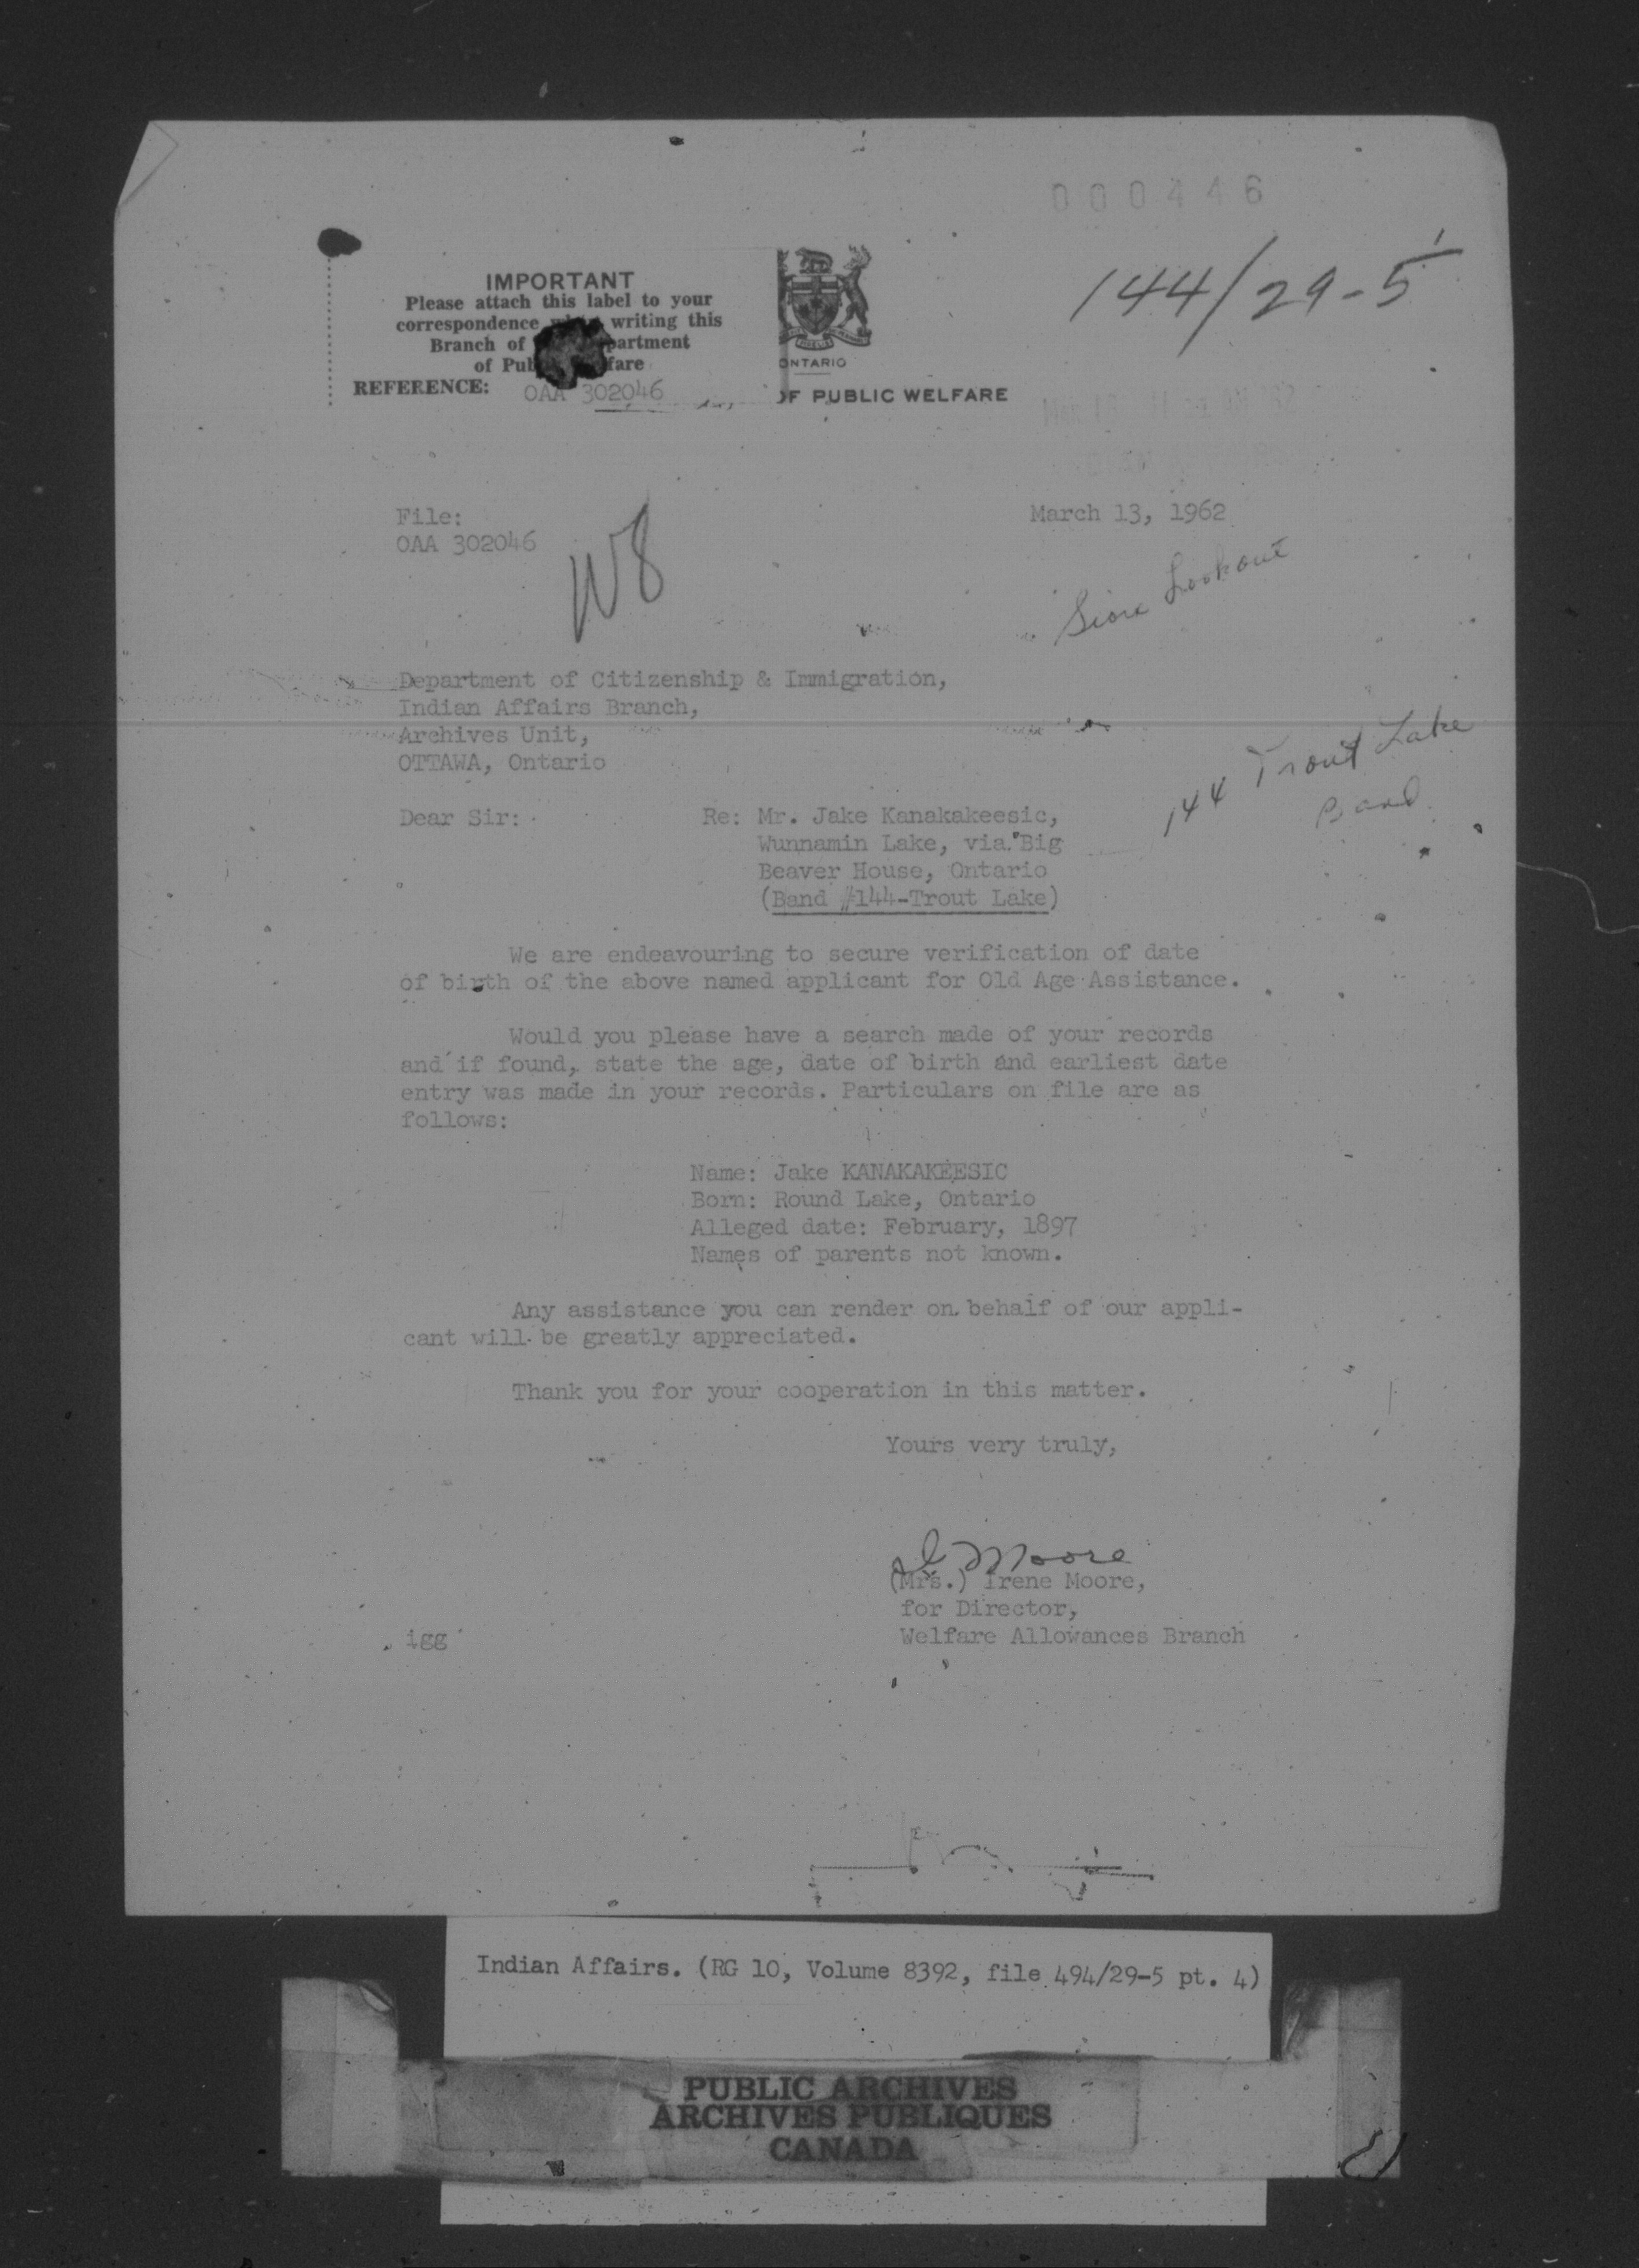 000446
144/29-5
IMPORTANT
Please attach this label to your
correspondence writing this
Branch of partment
of Pub fare
REFERENCE: OAA 302046
ONTARIO
OF PUBLIC WELFARE
File:
OAA 302046
W8
March 13, 1962
Siox Lookout
Department of Citizenship & Immigration,
Indian Affairs Branch,
Archives Unit,
OTTAWA, Ontario
144 Trout Lake
Band
Dear Sir:
Re: Mr. Jake Kanakakeesic,
Wunnamin Lake, via Big
Beaver House, Ontario
(Band #144-Trout Lake)
We are endeavouring to secure verification of date
of birth of the above named applicant for Old Age Assistance.
Would you please have a search made of your records
and if found, state the age, date of birth and earliest date
entry was made in your records. Particulars on file are as
follows:
Name: Jake KANAKAKEESIC
Born: Round Lake, Ontario
Alleged date: February, 1897
Names of parents not known.
Any assistance you can render on behalf of our appli-
cant will be greatly appreciated.
Thank you for your cooperation in this matter.
Yours very truly,
I Moore
(Mrs.) Irene Moore,
for Director,
Welfare Allowances Branch
igg
Indian Affairs. (RG 10, Volume 8392, file 494/29-5 pt. 4)
PUBLIC ARCHIVES
ARCHIVES PUBLIQUES
CANADA